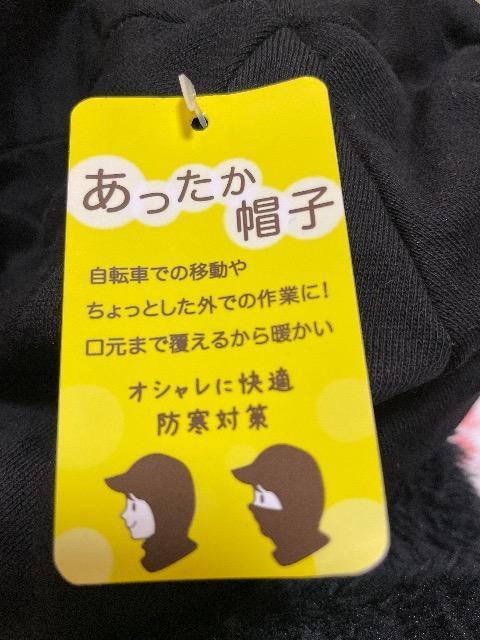 あったか
帽子
自転車での移動や
ちょっとした外での作業に!
口元まで覆えるから暖かい
オシャレに快適
防寒対策